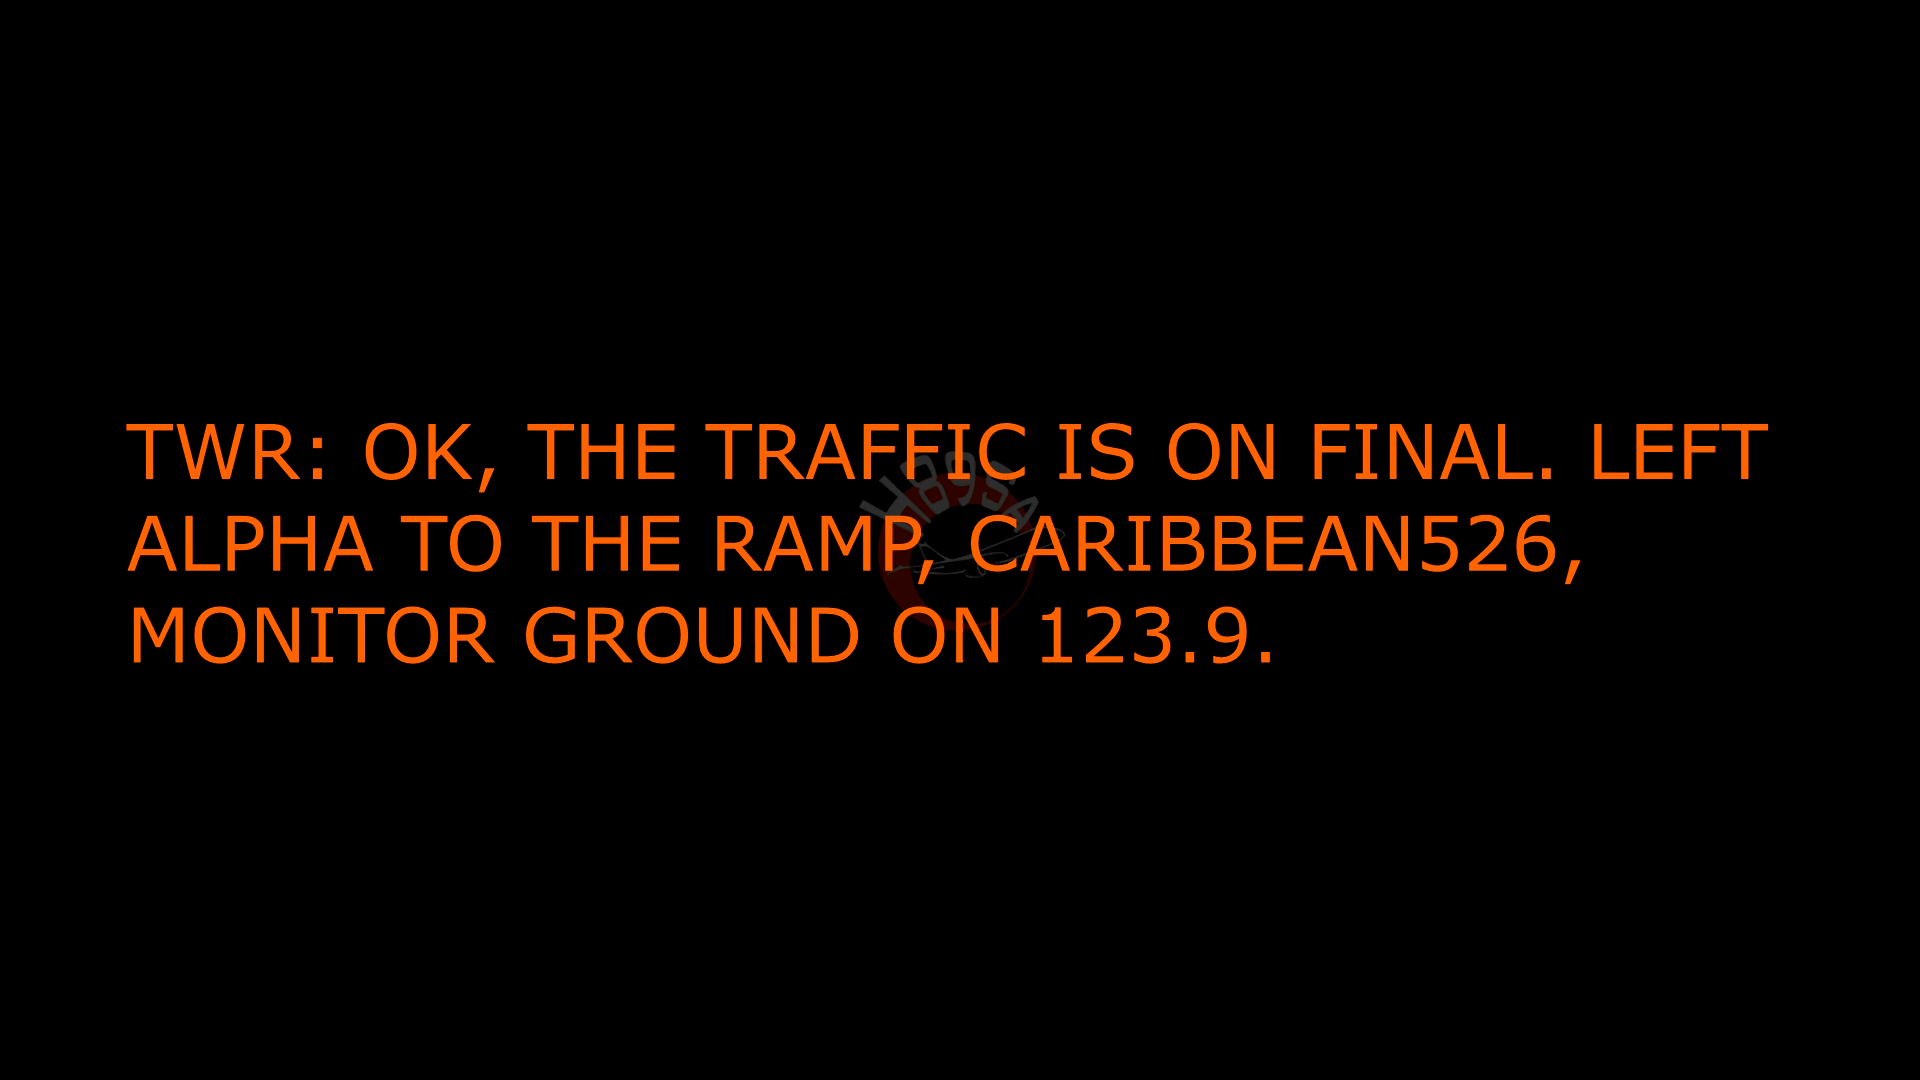 TWR: OK, THE TRAFFIC IS ON FINAL. LEFT
ALPHA TO THE RAMP, CARIBBEAN526,
MONITOR GROUND ON 123.9.